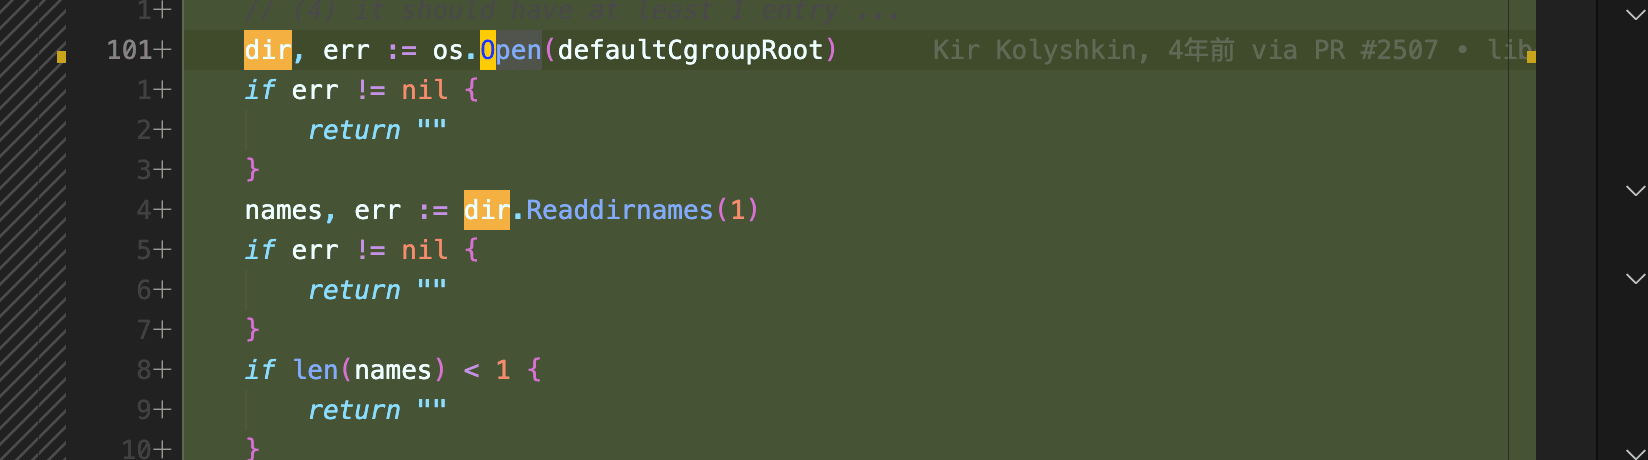 1+ // (4) it should have at least 1 entry ...
101+ dir, err := os.Open(defaultCgroupRoot) Kir Kolyshkin, 4年前 via PR #2507 • lib
1+ if err != nil {
2+ return ""
3+ }
4+ names, err := dir.Readdirnames(1)
5+ if err != nil {
6+ return ""
7+ }
8+ if len(names) < 1 {
9+ return ""
10+ }